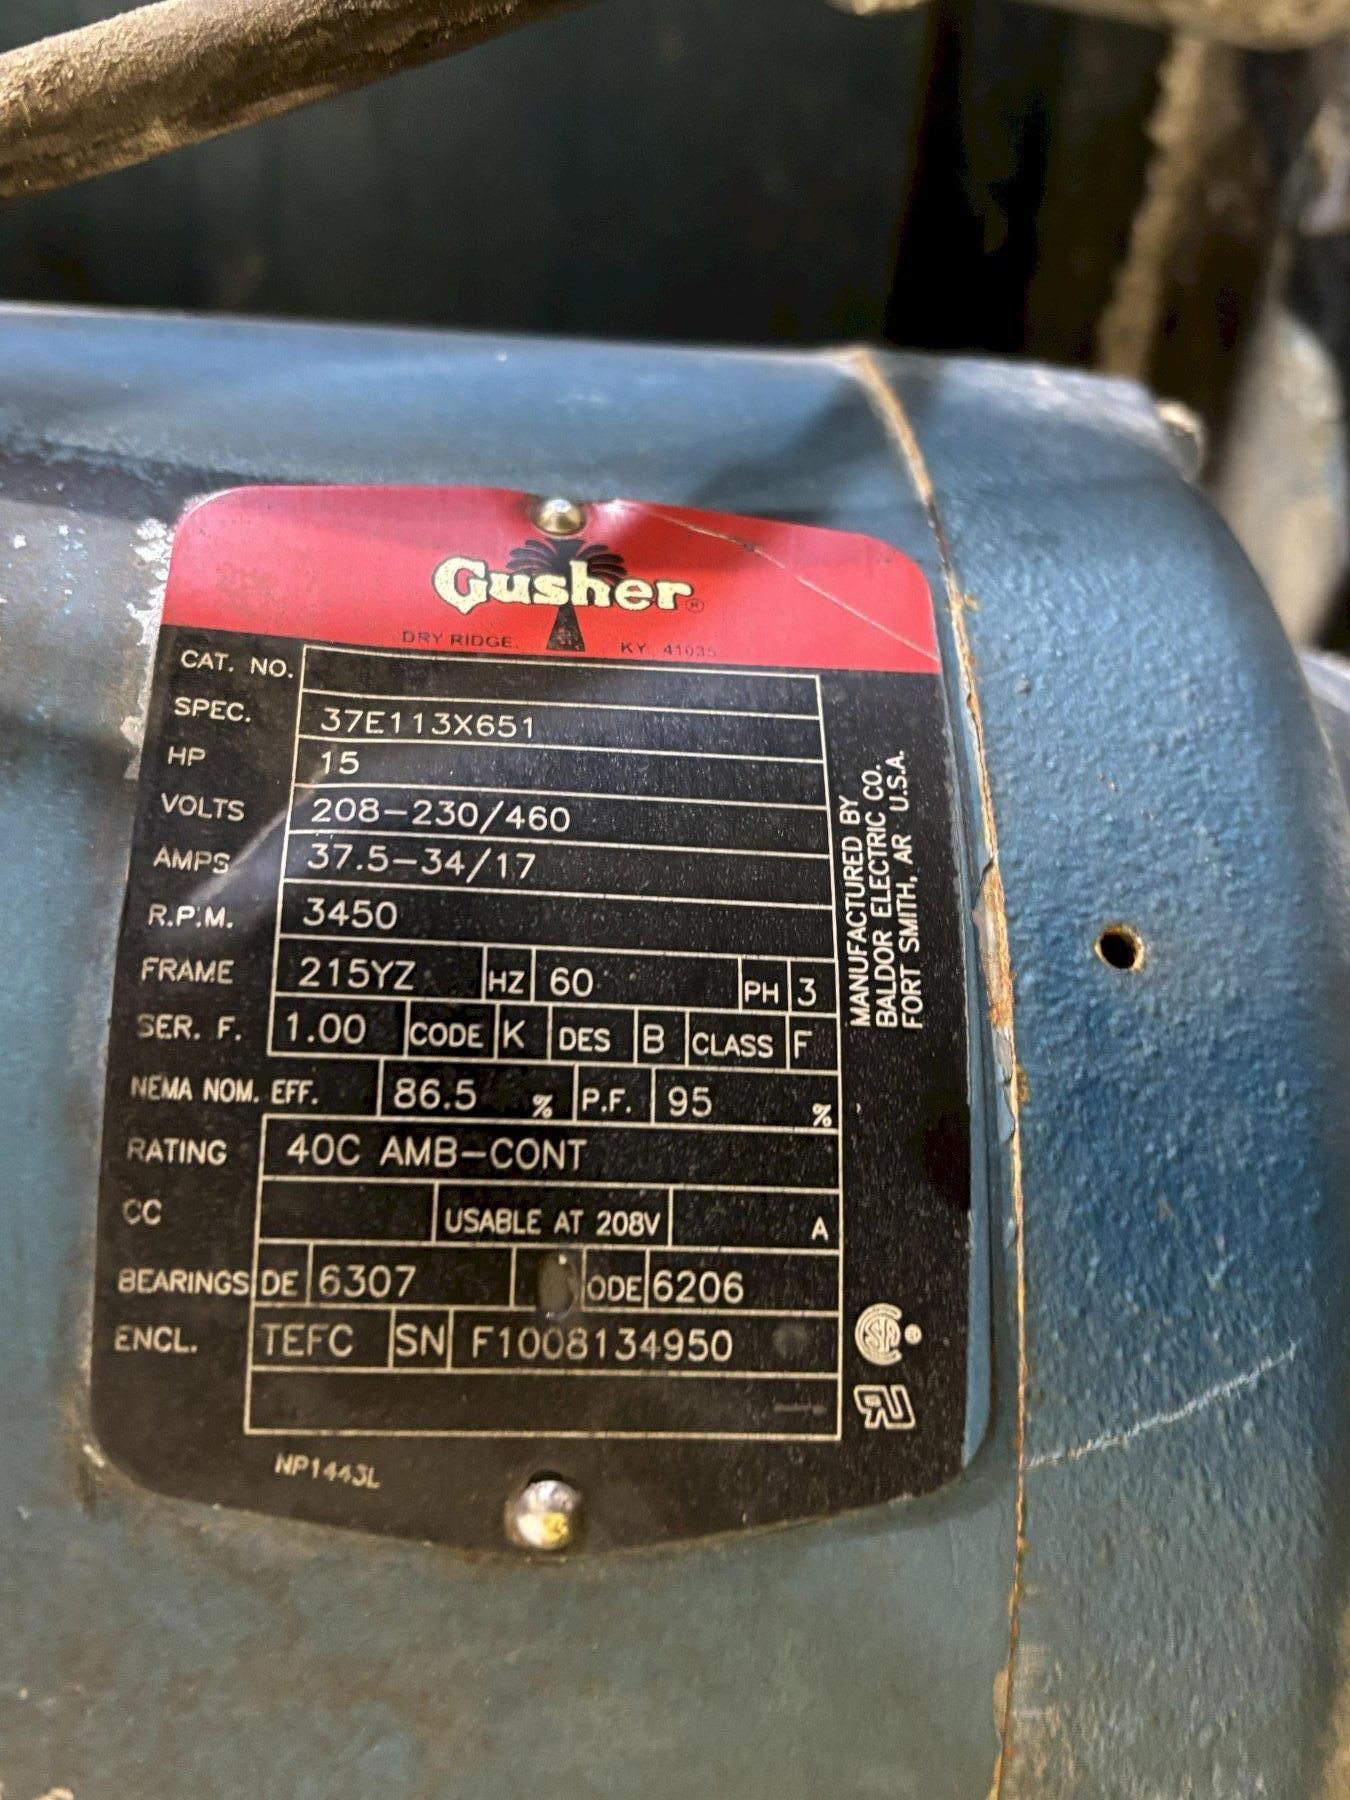 Gusher®
DRY RIDGE, KY 41035
CAT. NO.
SPEC. 37E113X651
HP 15
VOLTS 208-230/460
AMPS 37.5-34/17
R.P.M. 3450
FRAME 215YZ HZ 60 PH 3
SER. F. 1.00 CODE K DES B CLASS F
NEMA NOM. EFF. 86.5 % P.F. 95 %
RATING 40C AMB-CONT
CC USABLE AT 208V A
BEARINGS DE 6307 ODE 6206
ENCL. TEFC SN F1008134950
NP1443L
MANUFACTURED BY
BALDOR ELECTRIC CO.
FORT SMITH, AR U.S.A.